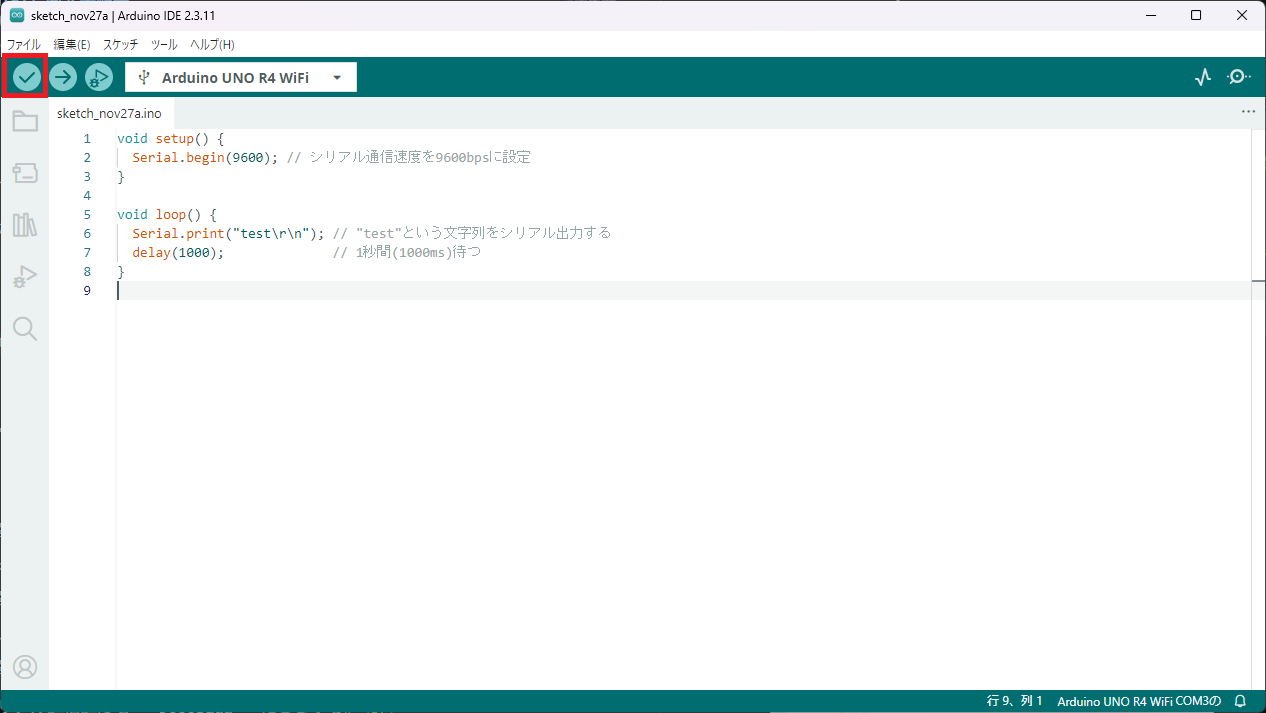 sketch_nov27a | Arduino IDE 2.3.11
ファイル 編集(E) スケッチ ツール ヘルプ(H)
Arduino UNO R4 WiFi
sketch_nov27a.ino
1 void setup() {
2 Serial.begin(9600); // シリアル通信速度を9600bpsに設定
3 }
4
5 void loop() {
6 Serial.print("test\r\n"); // "test"という文字列をシリアル出力する
7 delay(1000); // 1秒間(1000ms)待つ
8 }
9
行 9、列 1 Arduino UNO R4 WiFi COM3の